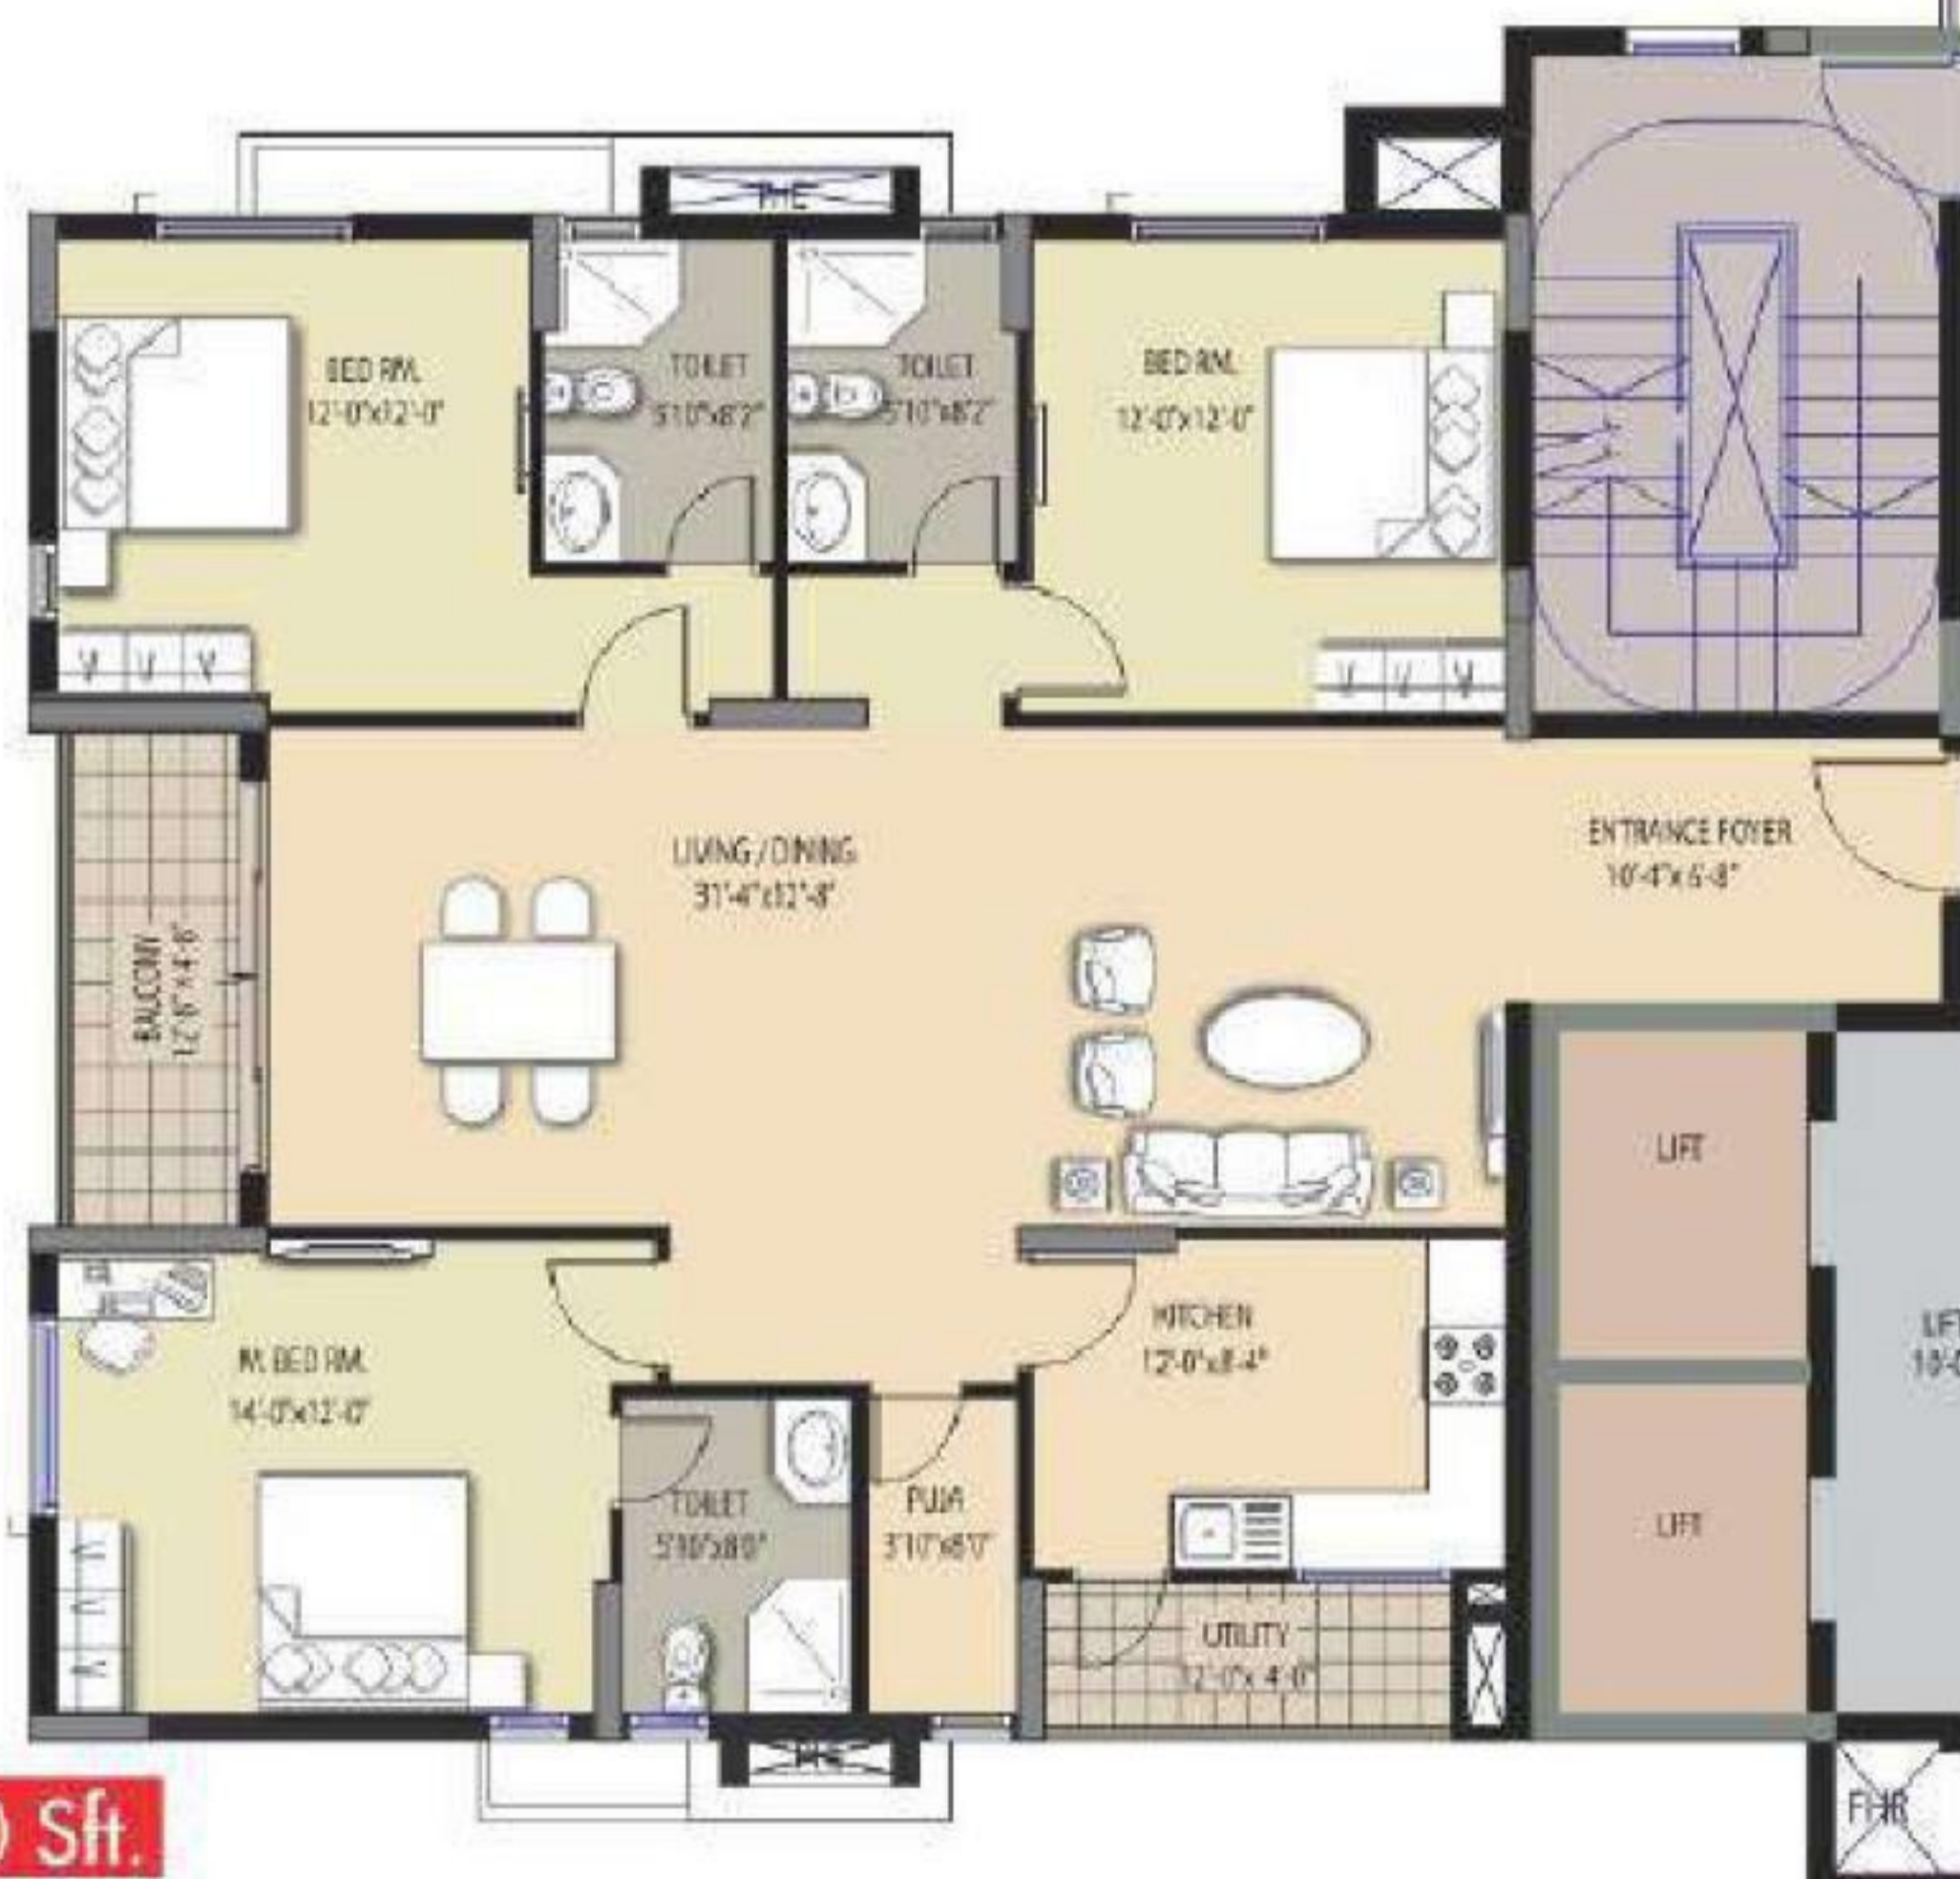 BED RM.
12'-0"x12'-0"
TOILET
5'10"x8'2"
TOILET
5'10"x8'2"
BED RM.
12'-0"x12'-0"
LIVING/DINING
31'-4"x12'-8"
ENTRANCE FOYER
10'-4"x6'-8"
BALCONY
12'6"x4'-6"
LIFT
M. BED RM.
14'-0"x12'-0"
KITCHEN
12'-0"x8'-4"
TOILET
5'10"x8'0"
PUJA
3'10"x8'0"
LIFT
UTILITY
12'-0"x 4'-0"
FHR
Sft.